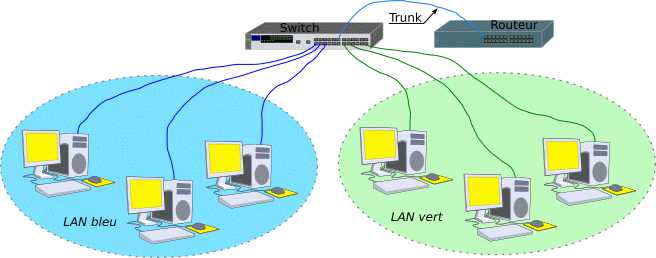 Trunk
Switch
Routeur
LAN bleu
LAN vert